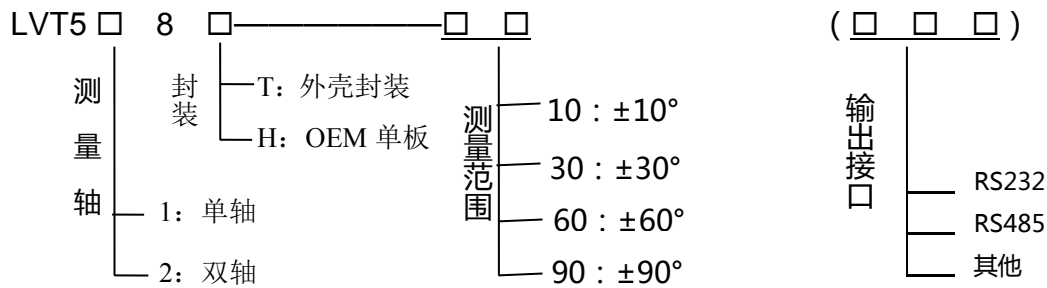 LVT5 □ 8 □————□ □ (□ □ □)
测量轴
1：单轴
2：双轴
封装
T：外壳封装
H：OEM 单板
测量范围
10：±10°
30：±30°
60：±60°
90：±90°
输出接口
RS232
RS485
其他